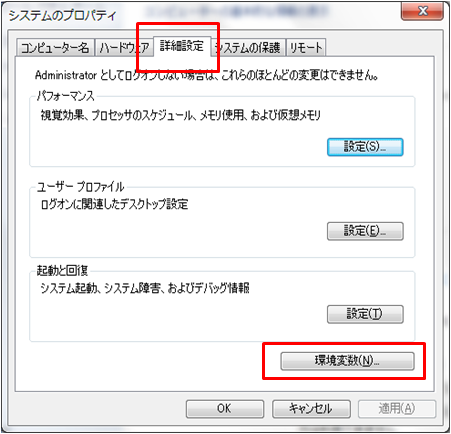 システムのプロパティ
コンピューター名 ハードウェア 詳細設定 システムの保護 リモート
Administrator としてログオンしない場合は、これらのほとんどの変更はできません。
パフォーマンス
視覚効果、プロセッサのスケジュール、メモリ使用、および仮想メモリ
設定(S)...
ユーザー プロファイル
ログオンに関連したデスクトップ設定
設定(E)...
起動と回復
システム起動、システム障害、およびデバッグ情報
設定(T)
環境変数(N)...
OK キャンセル 適用(A)